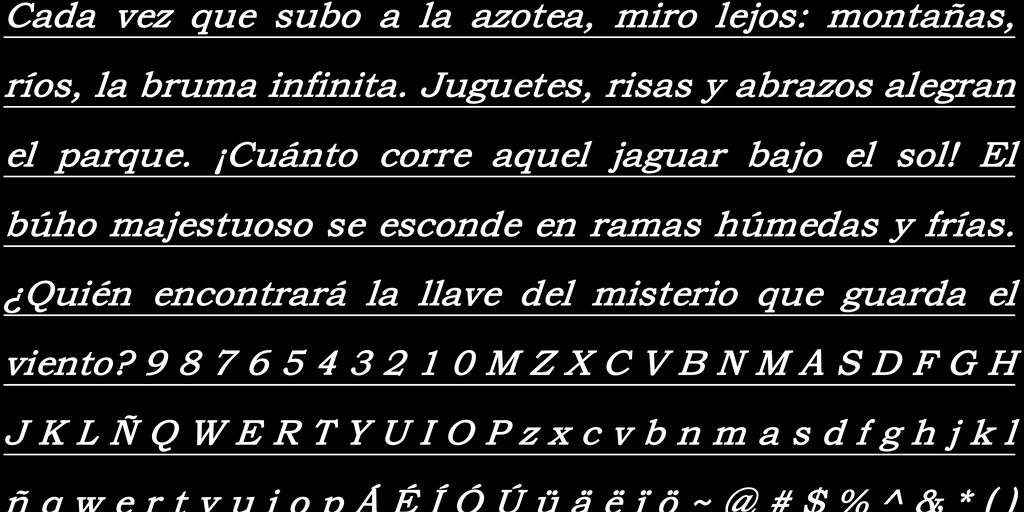 Cada vez que subo a la azotea, miro lejos: montañas,
ríos, la bruma infinita. Juguetes, risas y abrazos alegran
el parque. ¡Cuánto corre aquel jaguar bajo el sol! El
búho majestuoso se esconde en ramas húmedas y frías.
¿Quién encontrará la llave del misterio que guarda el
viento? 9 8 7 6 5 4 3 2 1 0 M Z X C V B N M A S D F G H
J K L Ñ Q W E R T Y U I O P z x c v b n m a s d f g h j k l
ñ q w e r t y u i o p Á É Í Ó Ú ü ä ë ï ö ~ @ # $ % ^ & * ( )